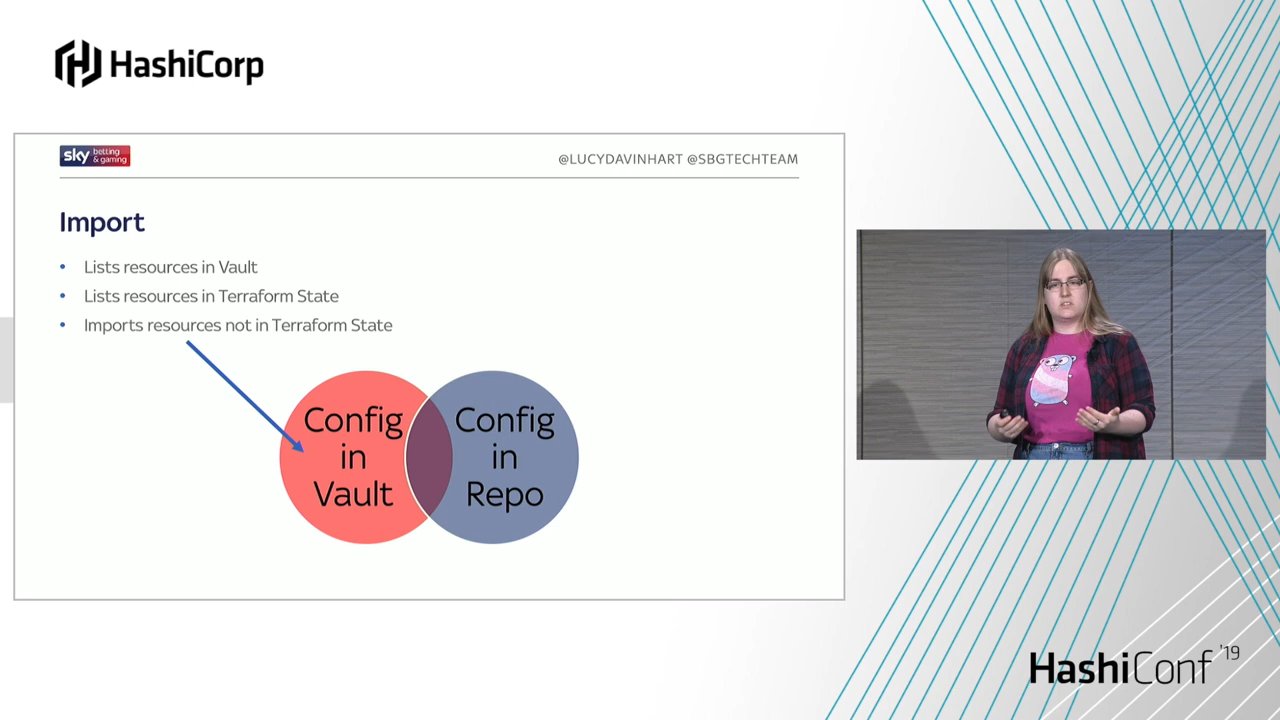 HashiCorp
sky betting & gaming
@LUCYDAVINHART @SBGTECHTEAM
Import
• Lists resources in Vault
• Lists resources in Terraform State
• Imports resources not in Terraform State
Config
in
Vault
Config
in
Repo
HashiConf '19